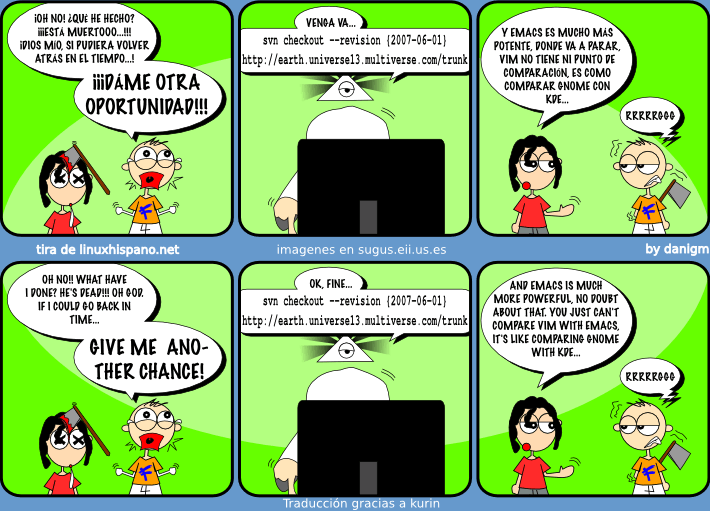 ¡OH NO! ¿QUE HE HECHO?
¡¡¡ESTÁ MUERTOOO...!!!
¡DIOS MíO, SI PUDIERA VOLVER
ATRÁS EN EL TIEMPO...!
¡¡¡DÁME OTRA
OPORTUNIDAD!!!
VENGA VA...
svn checkout --revision {2007-06-01}
http://earth.universe13.multiverse.com/trunk
Y EMACS ES MUCHO MÁS
POTENTE, DONDE VA A PARAR,
VIM NO TIENE NI PUNTO DE
COMPARACIÓN, ES COMO
COMPARAR GNOME CON
KDE...
RRRRRGGG
tira de linuxhispano.net
imagenes en sugus.eii.us.es
by danigm
OH NO!! WHAT HAVE
I DONE? HE'S DEAD!!! OH GOD.
IF I COULD GO BACK IN
TIME...
GIVE ME ANO-
THER CHANCE!
OK, FINE...
svn checkout --revision {2007-06-01}
http://earth.universe13.multiverse.com/trunk
AND EMACS IS MUCH
MORE POWERFUL, NO DOUBT
ABOUT THAT. YOU JUST CAN'T
COMPARE VIM WITH EMACS,
IT'S LIKE COMPARING GNOME
WITH KDE...
RRRRRGGG
Traducción gracias a kurin